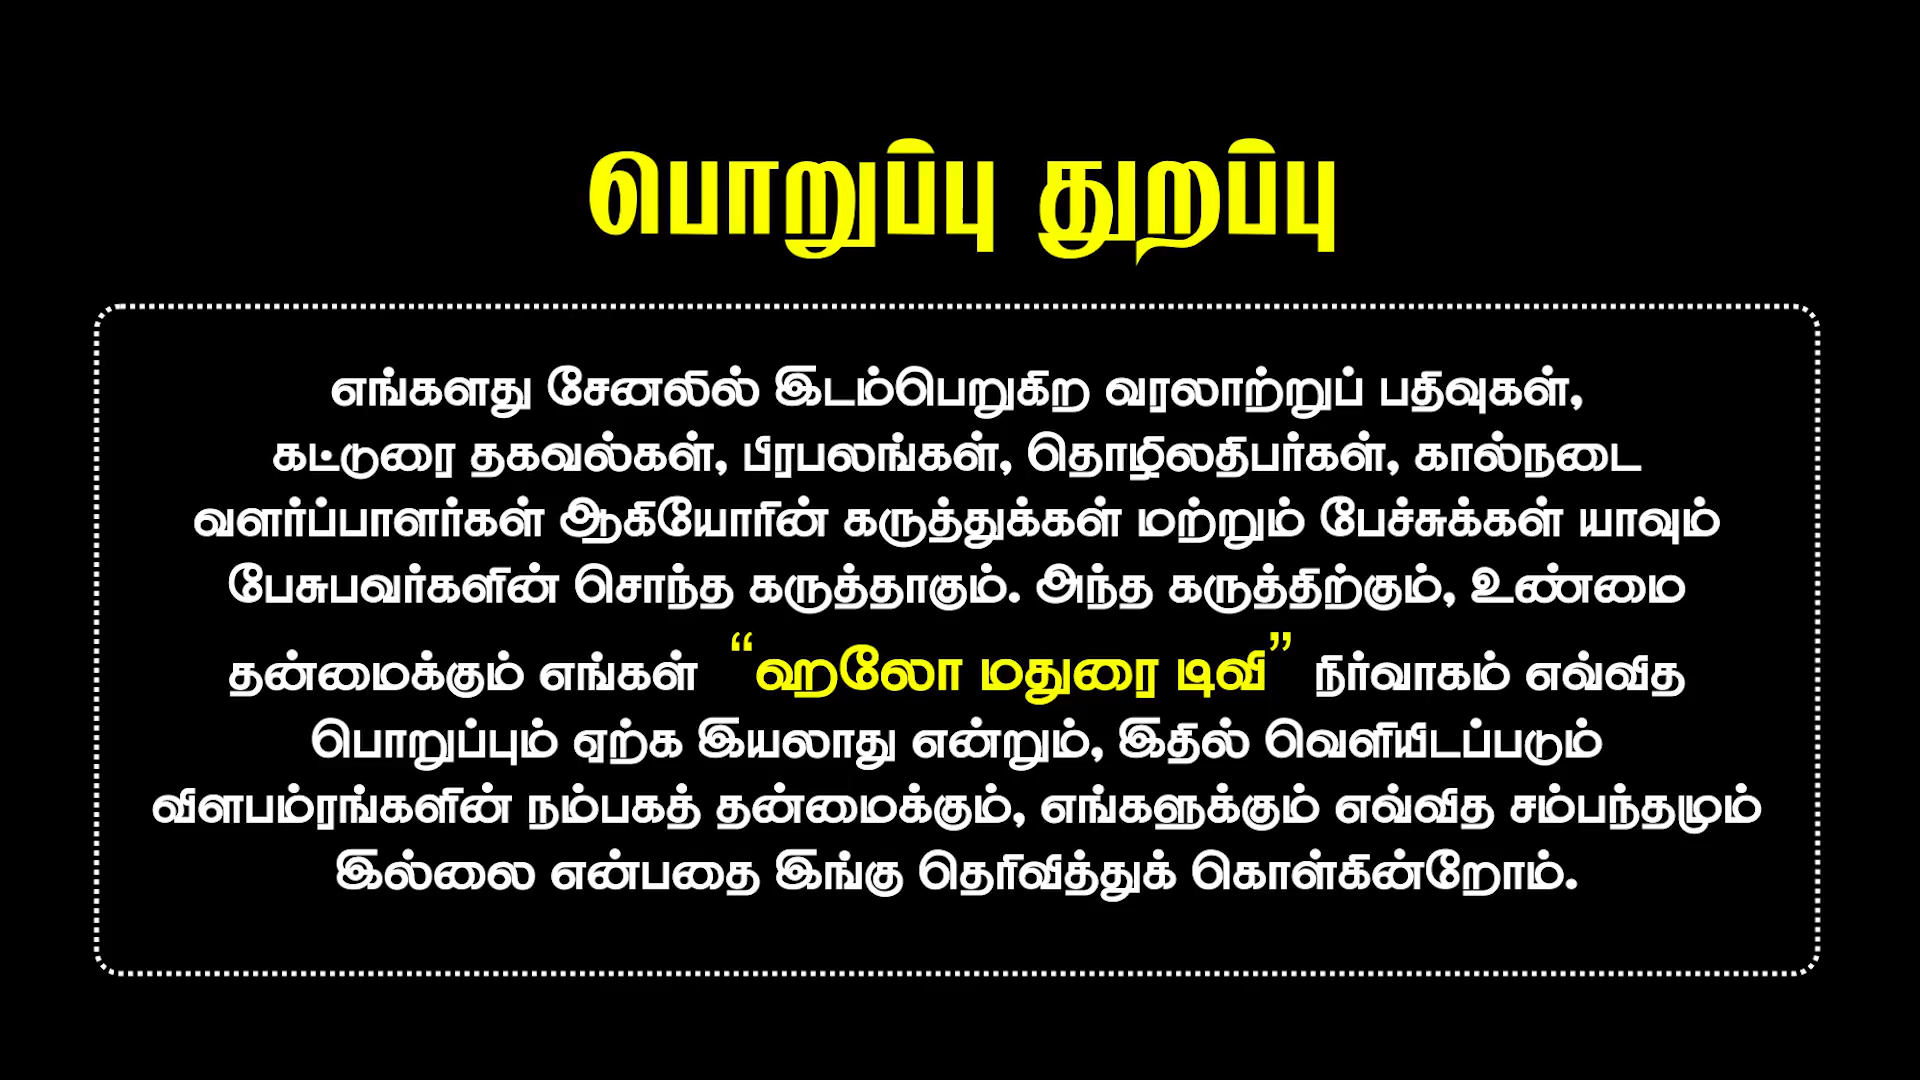 பொறுப்பு துறப்பு
எங்களது சேனலில் இடம்பெறுகிற வரலாற்றுப் பதிவுகள்,
கட்டுரை தகவல்கள், பிரபலங்கள், தொழிலதிபர்கள், கால்நடை
வளர்ப்பாளர்கள் ஆகியோரின் கருத்துக்கள் மற்றும் பேச்சுக்கள் யாவும்
பேசுபவர்களின் சொந்த கருத்தாகும். அந்த கருத்திற்கும், உண்மை
தன்மைக்கும் எங்கள் “ஹலோ மதுரை டிவி” நிர்வாகம் எவ்வித
பொறுப்பும் ஏற்க இயலாது என்றும், இதில் வெளியிடப்படும்
விளபம்ரங்களின் நம்பகத் தன்மைக்கும், எங்களுக்கும் எவ்வித சம்பந்தமும்
இல்லை என்பதை இங்கு தெரிவித்துக் கொள்கின்றோம்.